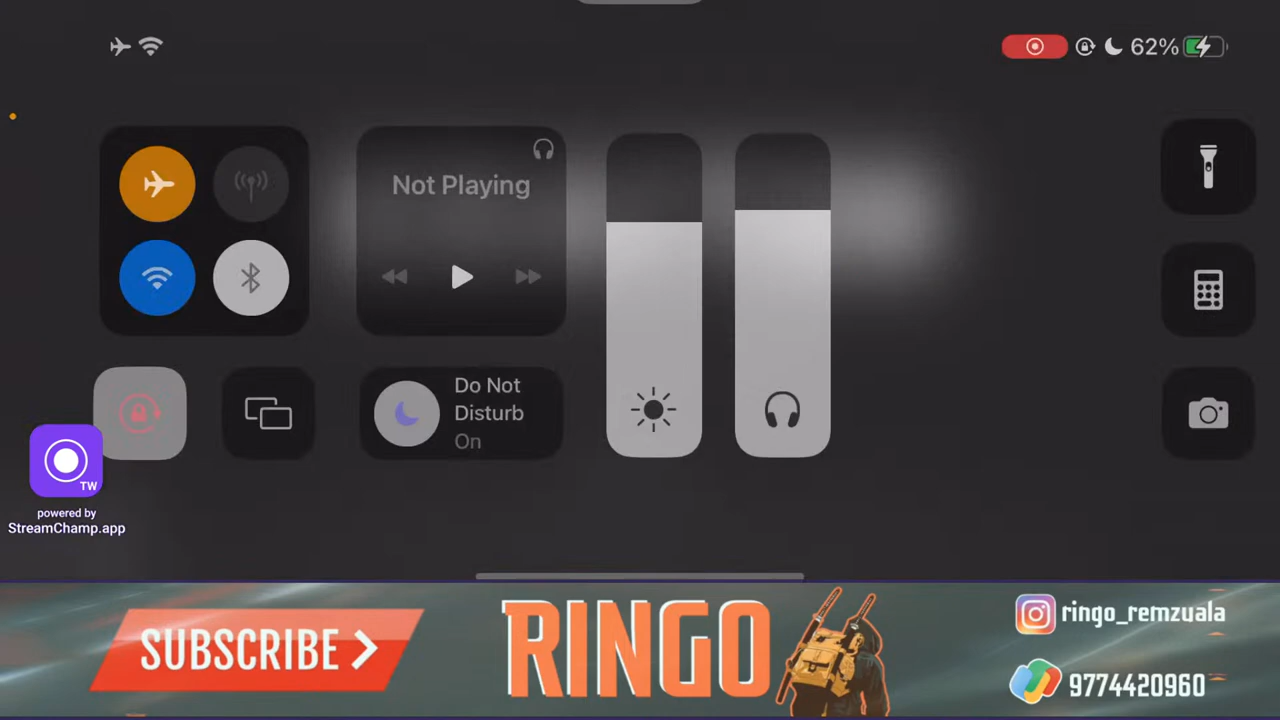 62%
Not Playing
Do Not
Disturb
On
TW
powered by
StreamChamp.app
SUBSCRIBE
RINGO
ringo_remzuala
9774420960